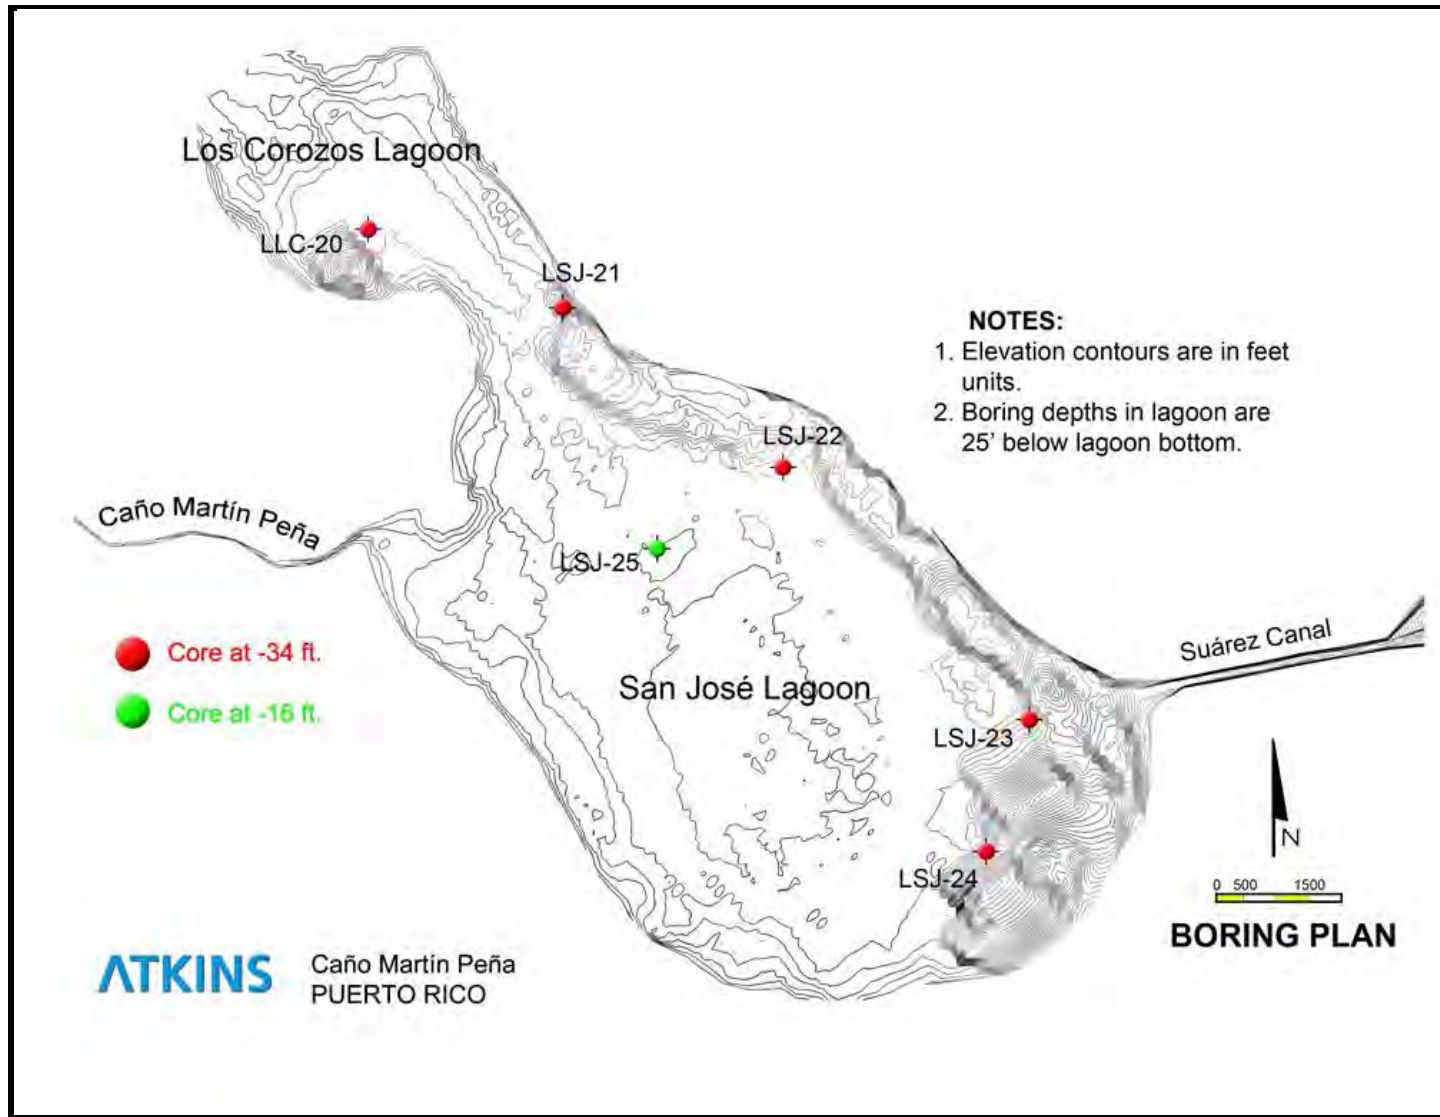 Los Corozos Lagoon
LLC-20
LSJ-21
NOTES:
1. Elevation contours are in feet
units.
2. Boring depths in lagoon are
25' below lagoon bottom.
LSJ-22
Caño Martín Peña
LSJ-25
Core at -34 ft.
Core at -16 ft.
San José Lagoon
Suárez Canal
LSJ-23
LSJ-24
N
0 500 1500
BORING PLAN
ATKINS
Caño Martín Peña
PUERTO RICO